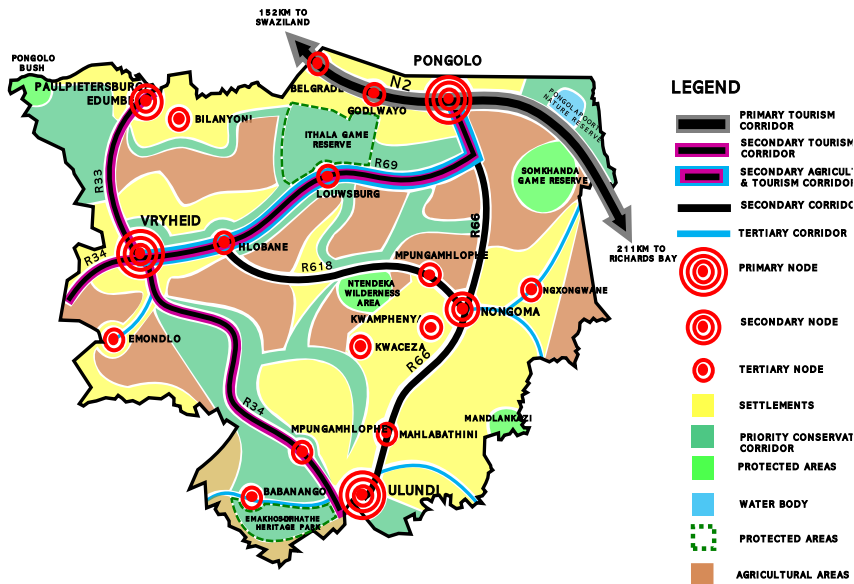 152KM TO
SWAZILAND
PONGOLO
BUSH
PONGOLO
PAULPIETERSBURG
EDUMBE
BELGRADE
N2
GODLWAYO
BILANYONI
PONGOLAPOORT
NATURE RESERVE
ITHALA GAME
RESERVE
R69
SOMKHANDA
GAME RESERVE
R33
LOUWSBURG
VRYHEID
R66
HLOBANE
211KM TO
RICHARDS BAY
R34
MPUNGAMHLOPHE
R618
NTENDEKA
WILDERNESS
AREA
NGXONGWANE
KWAMPHENY
NONGOMA
EMONDLO
KWACEZA
R66
R34
MANDLANKAZI
MPUNGAMHLOPHE
MAHLABATHINI
BABANANGO
ULUNDI
HERITAGE PARK
LEGEND
PRIMARY TOURISM
CORRIDOR
SECONDARY TOURISM
CORRIDOR
SECONDARY AGRICULT
& TOURISM CORRIDOR
SECONDARY CORRIDO
TERTIARY CORRIDOR
PRIMARY NODE
SECONDARY NODE
TERTIARY NODE
SETTLEMENTS
PRIORITY CONSERVAT
CORRIDOR
PROTECTED AREAS
WATER BODY
PROTECTED AREAS
AGRICULTURAL AREAS